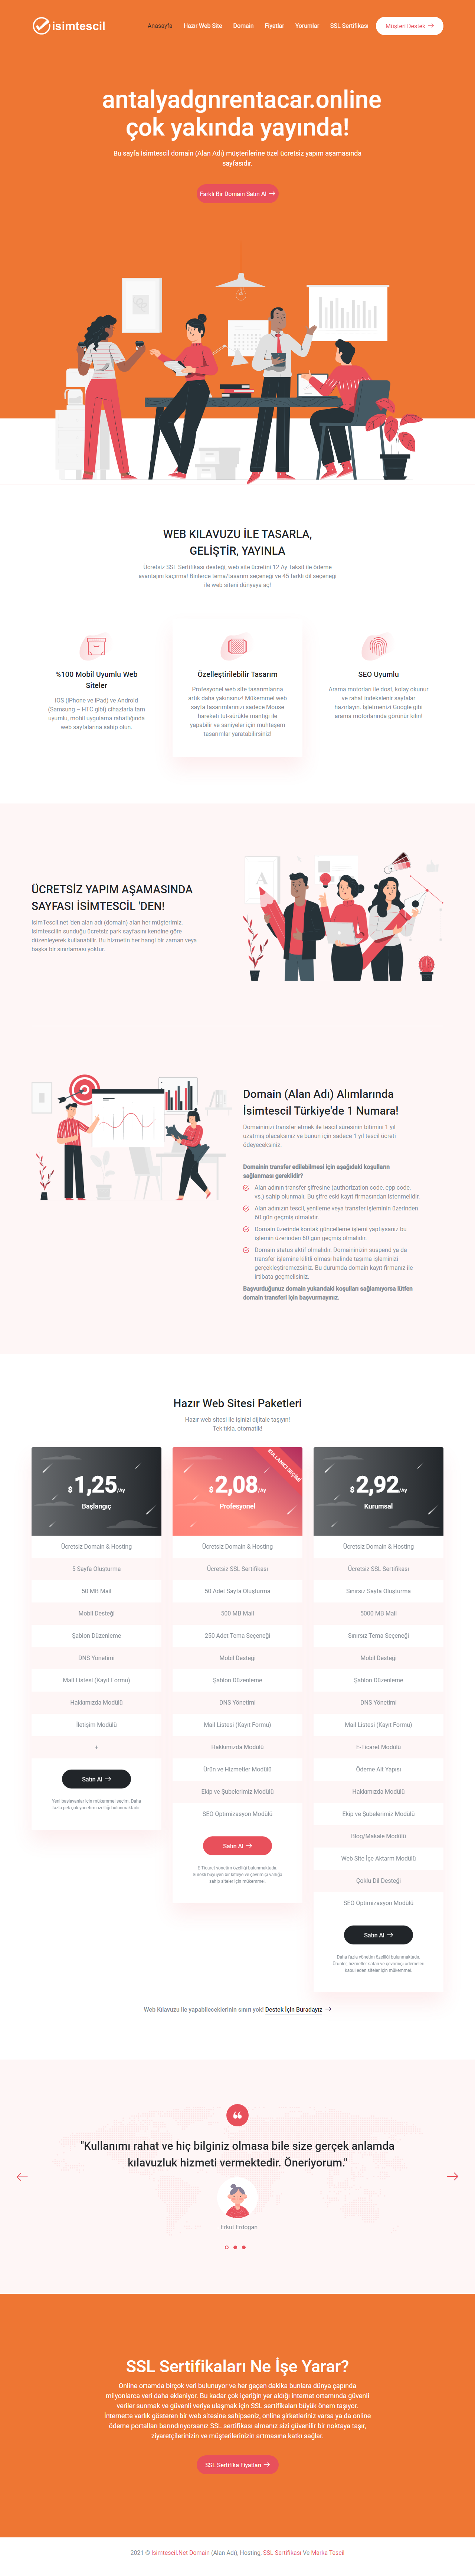 isimtescil
Anasayfa
Hazır Web Site
Domain
Fiyatlar
Yorumlar
SSL Sertifikası
Müşteri Destek
antalyadgnrentacar.online
çok yakında yayında!
Bu sayfa İsimtescil domain (Alan Adı) müşterilerine özel ücretsiz yapım aşamasında
sayfasıdır.
Farklı Bir Domain Satın Al
WEB KILAVUZU İLE TASARLA,
GELİŞTİR, YAYINLA
Ücretsiz SSL Sertifikası desteği, web site ücretini 12 Ay Taksit ile ödeme
avantajını kaçırma! Binlerce tema/tasarım seçeneği ve 45 farklı dil seçeneği
ile web siteni dünyaya aç!
%100 Mobil Uyumlu Web
Siteler
iOS (iPhone ve iPad) ve Android
(Samsung – HTC gibi) cihazlarla tam
uyumlu, mobil uygulama rahatlığında
web sayfalarına sahip olun.
Özelleştirilebilir Tasarım
Profesyonel web site tasarımlarına
artık daha yakınsınız! Mükemmel web
sayfa tasarımlarınızı sadece Mouse
hareketi tut-sürükle mantığı ile
yapabilir ve saniyeler için muhteşem
tasarımlar yaratabilirsiniz!
SEO Uyumlu
Arama motorları ile dost, kolay okunur
ve rahat indekslenir sayfalar
hazırlayın. İşletmenizi Google gibi
arama motorlarında görünür kılın!
ÜCRETSİZ YAPIM AŞAMASINDA
SAYFASI İSİMTESCİL 'DEN!
isimTescil.net 'den alan adı (domain) alan her müşterimiz,
isimtescilin sunduğu ücretsiz park sayfasını kendine göre
düzenleyerek kullanabilir. Bu hizmetin her hangi bir zaman veya
başka bir sınırlaması yoktur.
Domain (Alan Adı) Alımlarında
İsimtescil Türkiye'de 1 Numara!
Domaininizi transfer etmek ile tescil süresinin bitimini 1 yıl
uzatmış olacaksınız ve bunun için sadece 1 yıl tescil ücreti
ödeyeceksiniz.
Domainin transfer edilebilmesi için aşağıdaki koşulların
sağlanması gereklidir?
Alan adının transfer şifresine (authorization code, epp code,
vs.) sahip olunmalı. Bu şifre eski kayıt firmasından istenmelidir.
Alan adınızın tescil, yenileme veya transfer işleminin üzerinden
60 gün geçmiş olmalıdır.
Domain üzerinde kontak güncelleme işlemi yaptıysanız bu
işlemin üzerinden 60 gün geçmiş olmalıdır.
Domain status aktif olmalıdır. Domaininizin suspend ya da
transfer işlemine kilitli olması halinde taşıma işleminizi
gerçekleştiremezsiniz. Bu durumda domain kayıt firmanız ile
irtibata geçmelisiniz.
Başvurduğunuz domain yukarıdaki koşulları sağlamıyorsa lütfen
domain transferi için başvurmayınız.
Hazır Web Sitesi Paketleri
Hazır web sitesi ile işinizi dijitale taşıyın!
Tek tıkla, otomatik!
$ 1,25 /Ay
Başlangıç
Ücretsiz Domain & Hosting
5 Sayfa Oluşturma
50 MB Mail
Mobil Desteği
Şablon Düzenleme
DNS Yönetimi
Mail Listesi (Kayıt Formu)
Hakkımızda Modülü
İletişim Modülü
+
Satın Al
Yeni başlayanlar için mükemmel seçim. Daha
fazla pek çok yönetim özelliği bulunmaktadır.
KULLANICI SEÇİMİ
$ 2,08 /Ay
Profesyonel
Ücretsiz Domain & Hosting
Ücretsiz SSL Sertifikası
50 Adet Sayfa Oluşturma
500 MB Mail
250 Adet Tema Seçeneği
Mobil Desteği
Şablon Düzenleme
DNS Yönetimi
Mail Listesi (Kayıt Formu)
Hakkımızda Modülü
Ürün ve Hizmetler Modülü
Ekip ve Şubelerimiz Modülü
SEO Optimizasyon Modülü
Satın Al
E-Ticaret yönetim özelliği bulunmaktadır.
Sürekli büyüyen bir kitleye ve çevrimiçi varlığa
sahip siteler için mükemmel.
$ 2,92 /Ay
Kurumsal
Ücretsiz Domain & Hosting
Ücretsiz SSL Sertifikası
Sınırsız Sayfa Oluşturma
5000 MB Mail
Sınırsız Tema Seçeneği
Mobil Desteği
Şablon Düzenleme
DNS Yönetimi
Mail Listesi (Kayıt Formu)
E-Ticaret Modülü
Ödeme Alt Yapısı
Hakkımızda Modülü
Ekip ve Şubelerimiz Modülü
Blog/Makale Modülü
Web Site İçe Aktarm Modülü
Çoklu Dil Desteği
SEO Optimizasyon Modülü
Satın Al
Daha fazla yönetim özelliği bulunmaktadır.
Ürünler, hizmetler satan ve çevrimiçi ödemeleri
kabul eden siteler için mükemmel.
Web Kılavuzu ile yapabileceklerinin sınırı yok! Destek İçin Buradayız
"Kullanımı rahat ve hiç bilginiz olmasa bile size gerçek anlamda
kılavuzluk hizmeti vermektedir. Öneriyorum."
- Erkut Erdogan
SSL Sertifikaları Ne İşe Yarar?
Online ortamda birçok veri bulunuyor ve her geçen dakika bunlara dünya çapında
milyonlarca veri daha ekleniyor. Bu kadar çok içeriğin yer aldığı internet ortamında güvenli
veriler sunmak ve güvenli veriye ulaşmak için SSL sertifikaları büyük önem taşıyor.
İnternette varlık gösteren bir web sitesine sahipseniz, online şirketleriniz varsa ya da online
ödeme portalları barındırıyorsanız SSL sertifikası almanız sizi güvenilir bir noktaya taşır,
ziyaretçilerinizin ve müşterilerinizin artmasına katkı sağlar.
SSL Sertifika Fiyatları
2021 © Isimtescil.Net Domain (Alan Adı), Hosting, SSL Sertifikası Ve Marka Tescil